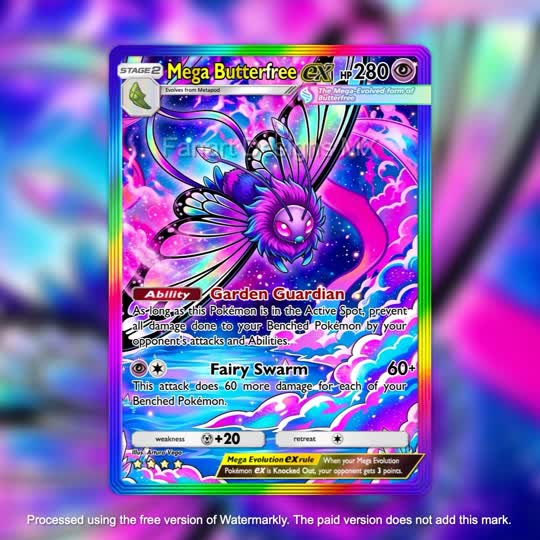 STAGE2 Mega Butterfree ex HP 280
Evolves from Metapod
The Mega-Evolved form of
Butterfree
Ability Garden Guardian
As long as this Pokémon is in the Active Spot, prevent
all damage done to your Benched Pokémon by your
opponent's attacks and Abilities.
Fairy Swarm 60+
This attack does 60 more damage for each of your
Benched Pokémon.
weakness +20 retreat
Illus. Arturo Vega
Mega Evolution ex rule When your Mega Evolution
Pokémon ex is Knocked Out, your opponent gets 3 points.
Processed using the free version of Watermarkly. The paid version does not add this mark.